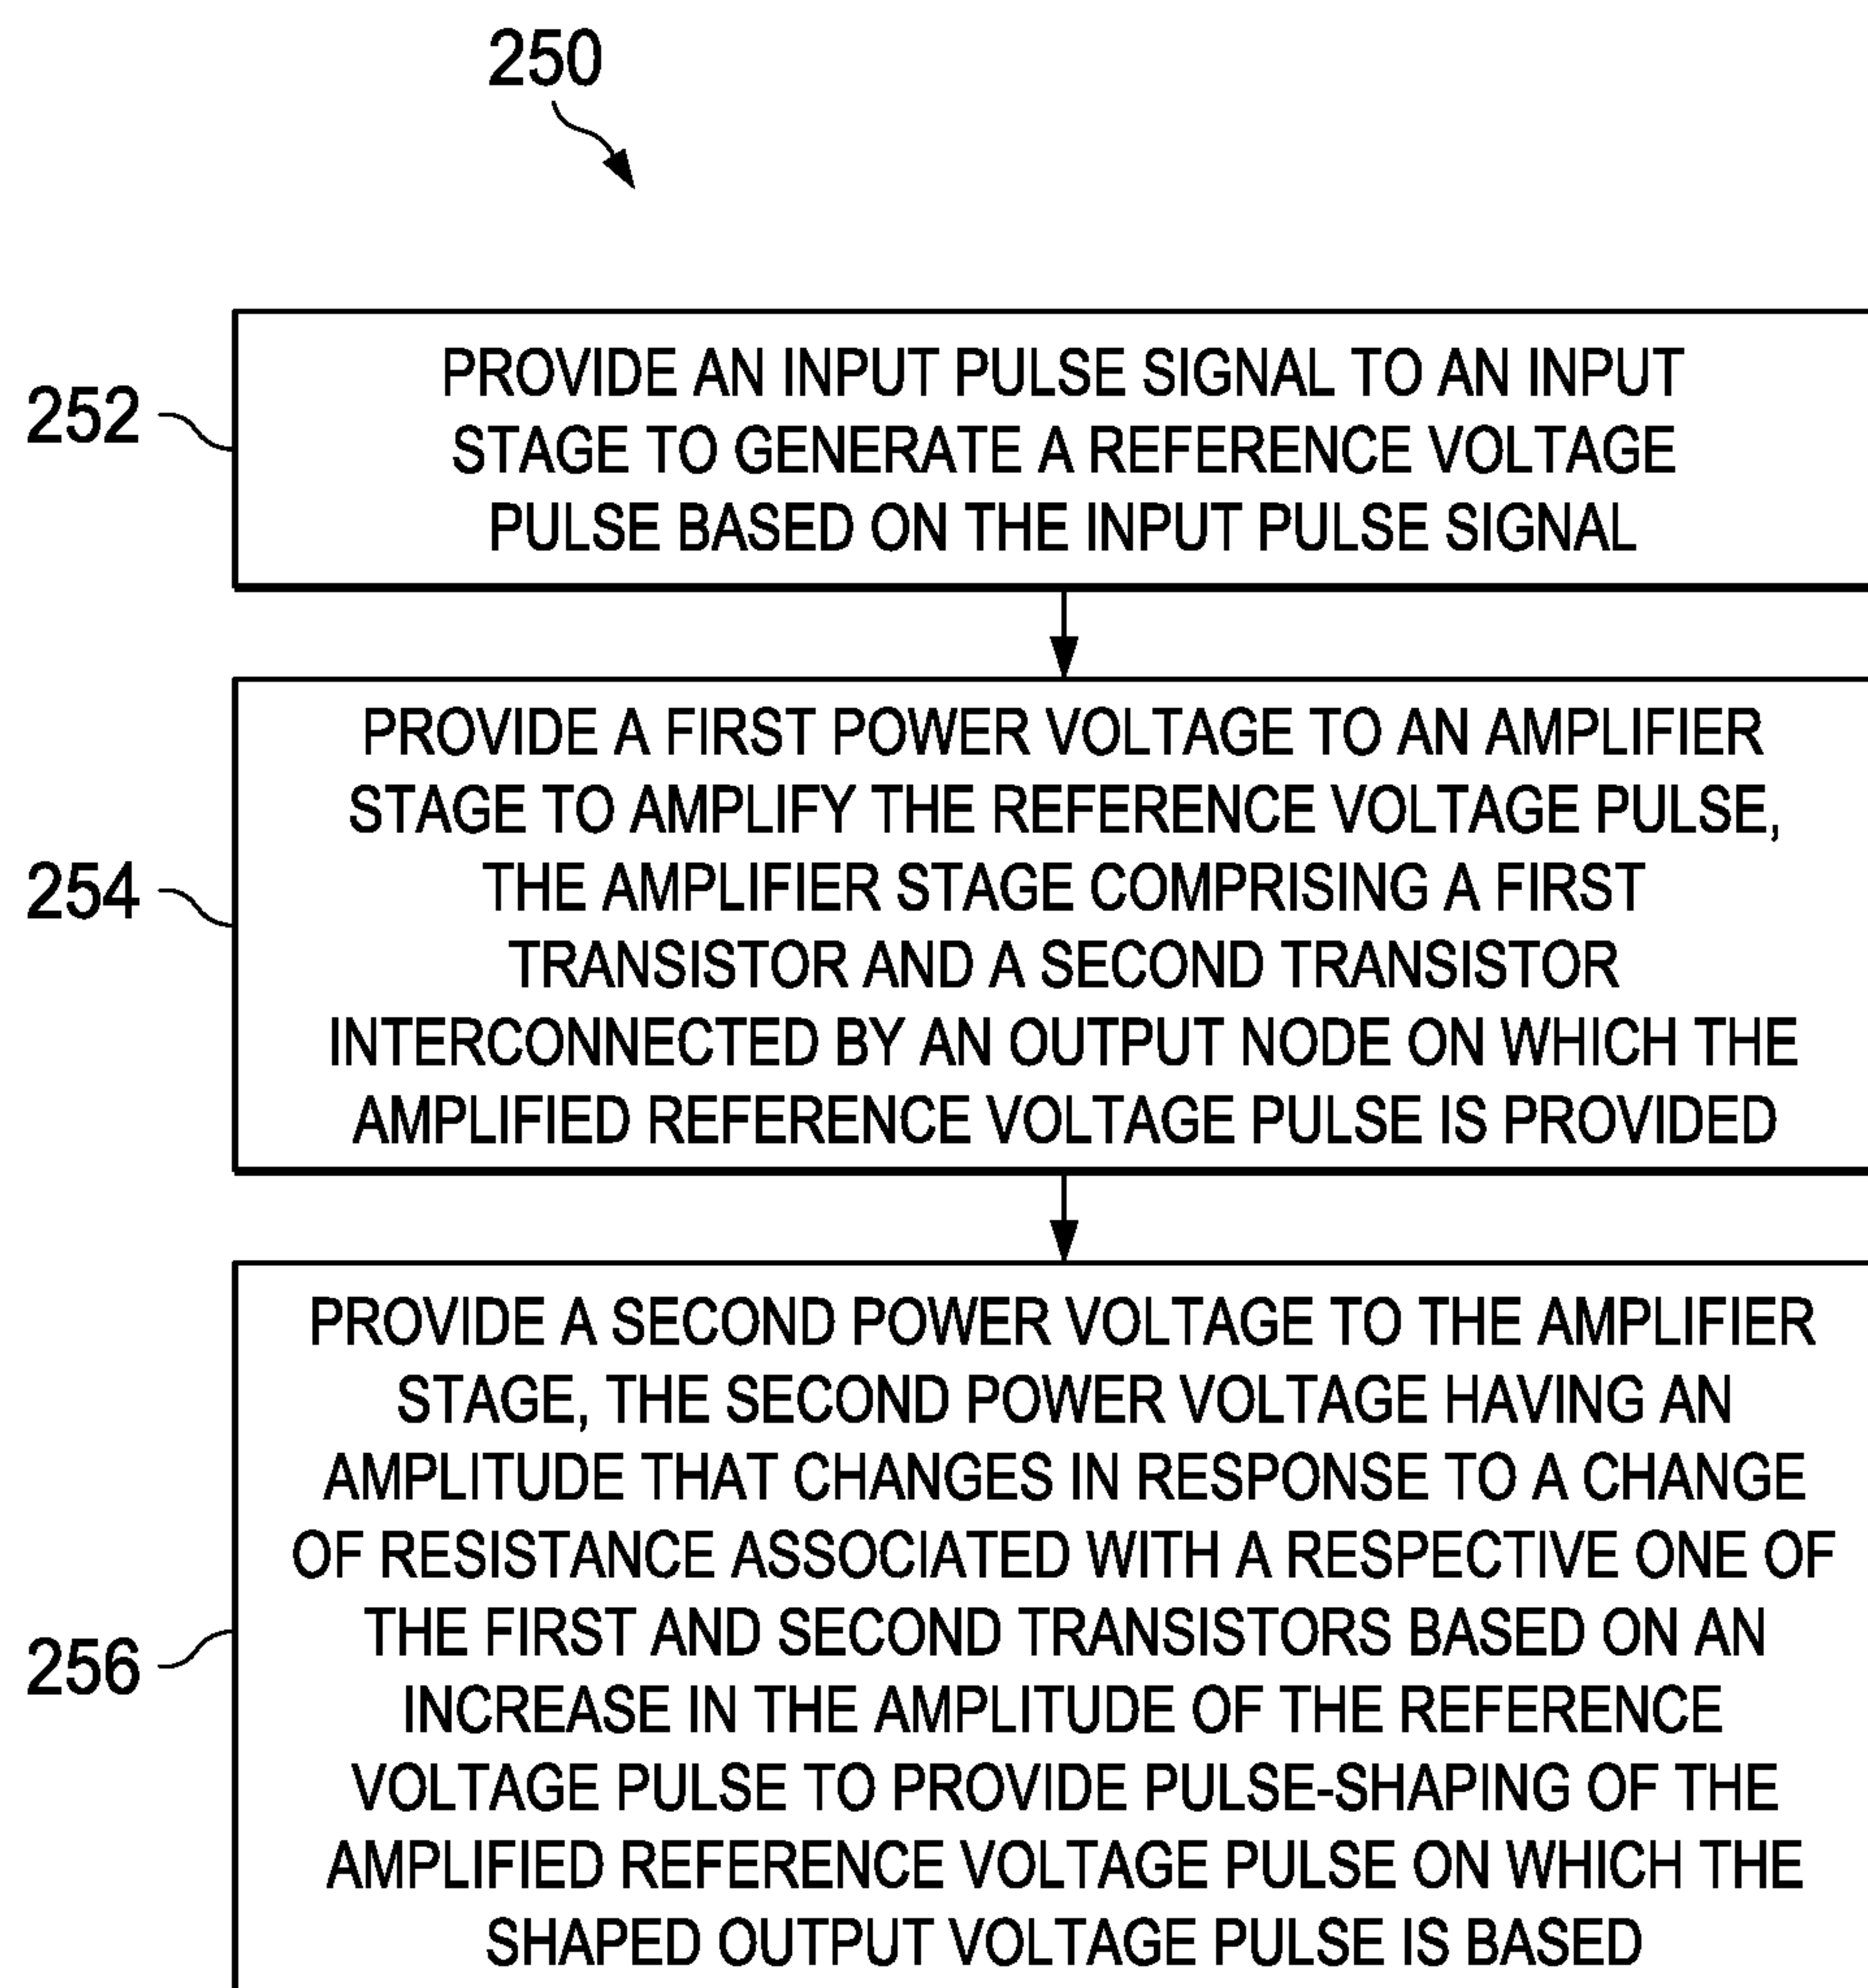 250
252
PROVIDE AN INPUT PULSE SIGNAL TO AN INPUT
STAGE TO GENERATE A REFERENCE VOLTAGE
PULSE BASED ON THE INPUT PULSE SIGNAL
254
PROVIDE A FIRST POWER VOLTAGE TO AN AMPLIFIER
STAGE TO AMPLIFY THE REFERENCE VOLTAGE PULSE,
THE AMPLIFIER STAGE COMPRISING A FIRST
TRANSISTOR AND A SECOND TRANSISTOR
INTERCONNECTED BY AN OUTPUT NODE ON WHICH THE
AMPLIFIED REFERENCE VOLTAGE PULSE IS PROVIDED
256
PROVIDE A SECOND POWER VOLTAGE TO THE AMPLIFIER
STAGE, THE SECOND POWER VOLTAGE HAVING AN
AMPLITUDE THAT CHANGES IN RESPONSE TO A CHANGE
OF RESISTANCE ASSOCIATED WITH A RESPECTIVE ONE OF
THE FIRST AND SECOND TRANSISTORS BASED ON AN
INCREASE IN THE AMPLITUDE OF THE REFERENCE
VOLTAGE PULSE TO PROVIDE PULSE-SHAPING OF THE
AMPLIFIED REFERENCE VOLTAGE PULSE ON WHICH THE
SHAPED OUTPUT VOLTAGE PULSE IS BASED